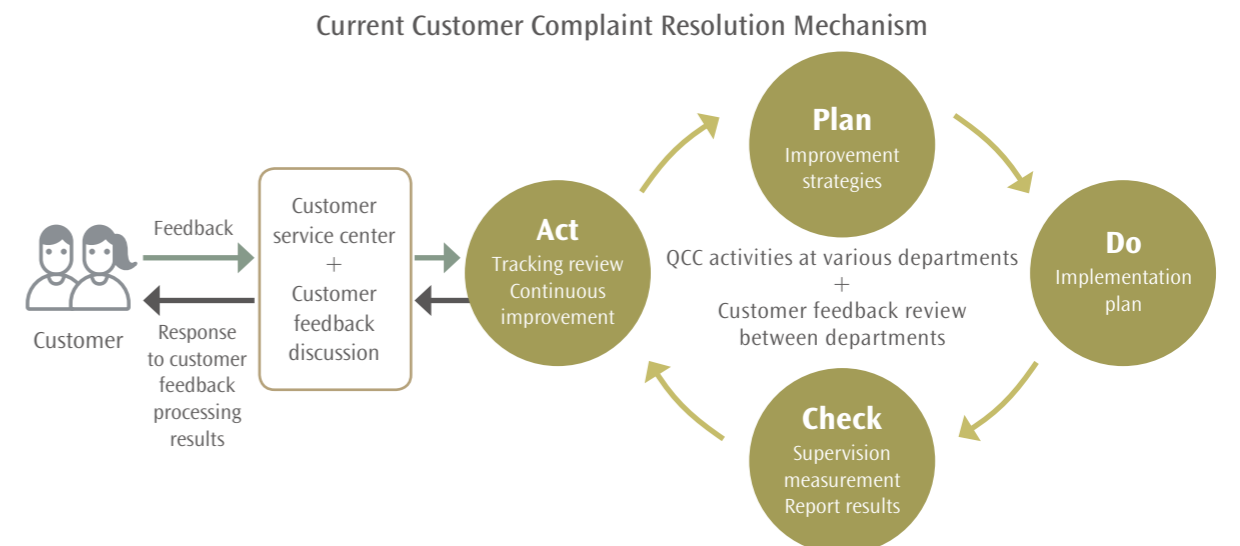 Current Customer Complaint Resolution Mechanism
Customer
Feedback
Response
to customer
feedback
processing
results
Customer
service center
+
Customer
feedback
discussion
Act
Tracking review
Continuous
improvement
Plan
Improvement
strategies
QCC activities at various departments
+
Customer feedback review
between departments
Do
Implementation
plan
Check
Supervision
measurement
Report results